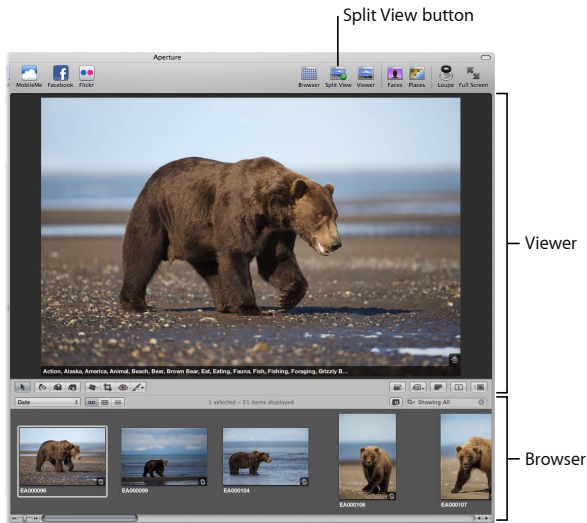 Split View button
Aperture
MobileMe Facebook Flickr Browser Split View Viewer Faces Places Loupe Full Screen
Viewer
Action, Alaska, America, Animal, Beach, Bear, Brown Bear, Eat, Eating, Fauna, Fish, Fishing, Foraging, Grizzly B...
Date 1 selected - 21 items displayed Showing All
Browser
EA000096 EA000099 EA000104 EA000106 EA000107